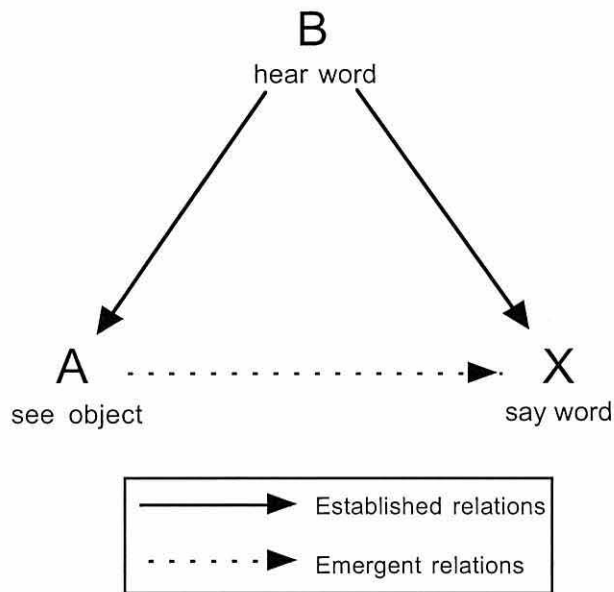 B
hear word
A
see object
X
say word
Established relations
Emergent relations